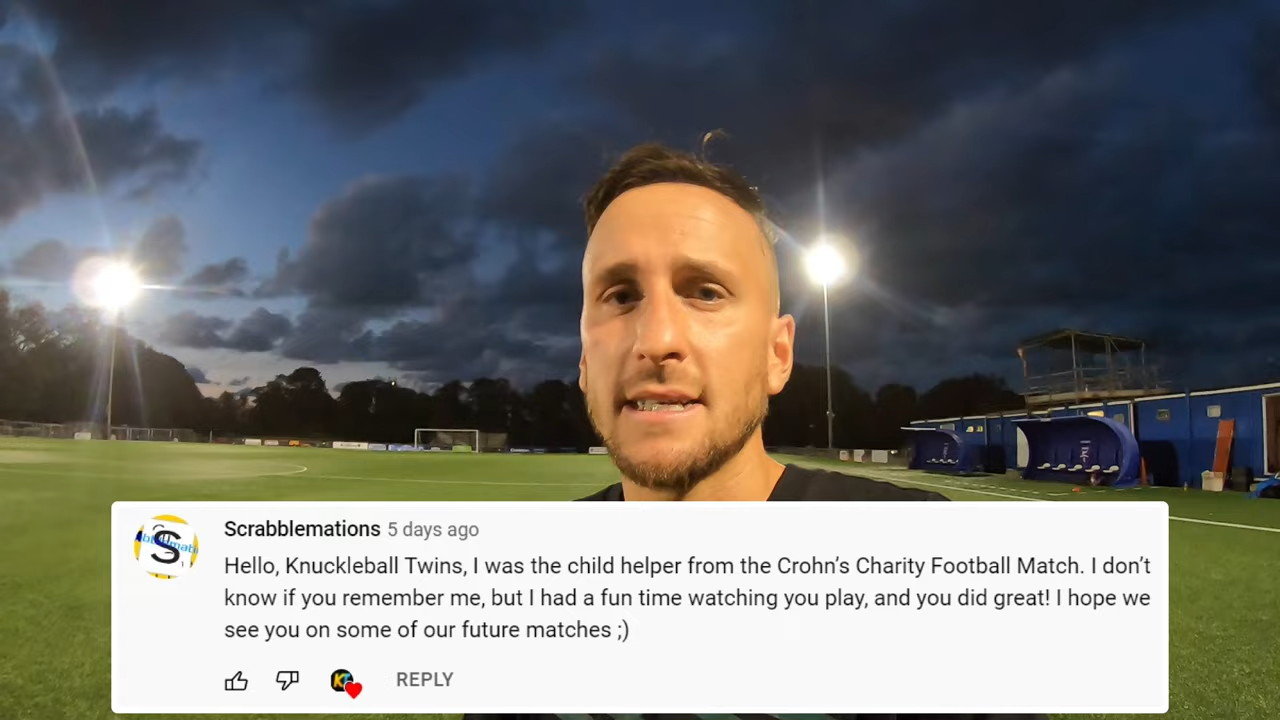 Scrabblemations 5 days ago
Hello, Knuckleball Twins, I was the child helper from the Crohn’s Charity Football Match. I don’t
know if you remember me, but I had a fun time watching you play, and you did great! I hope we
see you on some of our future matches ;)
REPLY